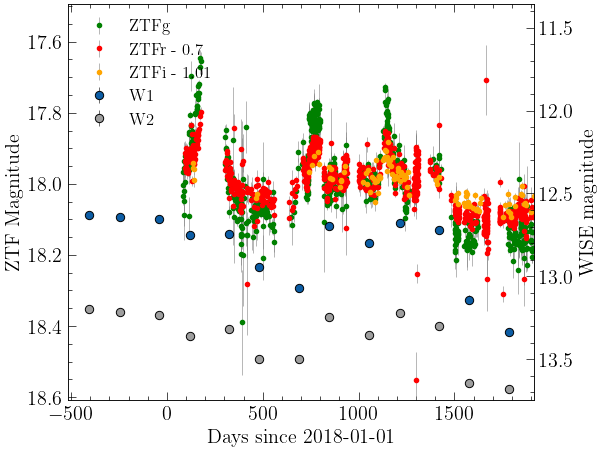 ZTFg
ZTFr - 0.7
ZTFi - 1.01
W1
W2
17.6
17.8
18.0
18.2
18.4
18.6
ZTF Magnitude
11.5
12.0
12.5
13.0
13.5
WISE magnitude
−500
0
500
1000
1500
Days since 2018-01-01